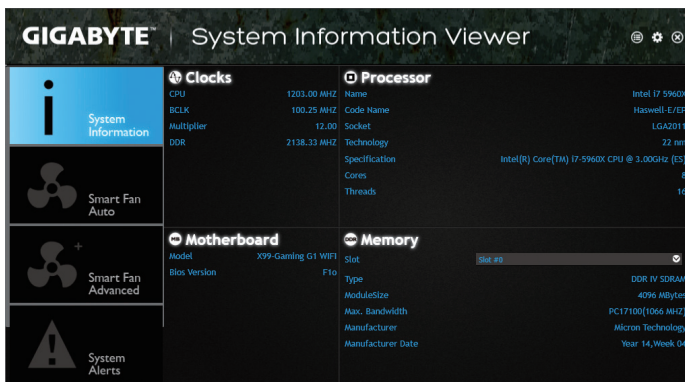 GIGABYTE™ | System Information Viewer
System Information
Smart Fan Auto
Smart Fan Advanced
System Alerts
Clocks
CPU 1203.00 MHZ
BCLK 100.25 MHZ
Multiplier 12.00
DDR 2138.33 MHZ
Processor
Name Intel i7 5960X
Code Name Haswell-E/EP
Socket LGA2011
Technology 22 nm
Specification Intel(R) Core(TM) i7-5960X CPU @ 3.00GHz (ES)
Cores 8
Threads 16
MB Motherboard
Model X99-Gaming G1 WIFI
Bios Version F1o
DDR Memory
Slot Slot #0
Type DDR IV SDRAM
ModuleSize 4096 MBytes
Max. Bandwidth PC17100(1066 MHZ)
Manufacturer Micron Technology
Manufacturer Date Year 14,Week 04